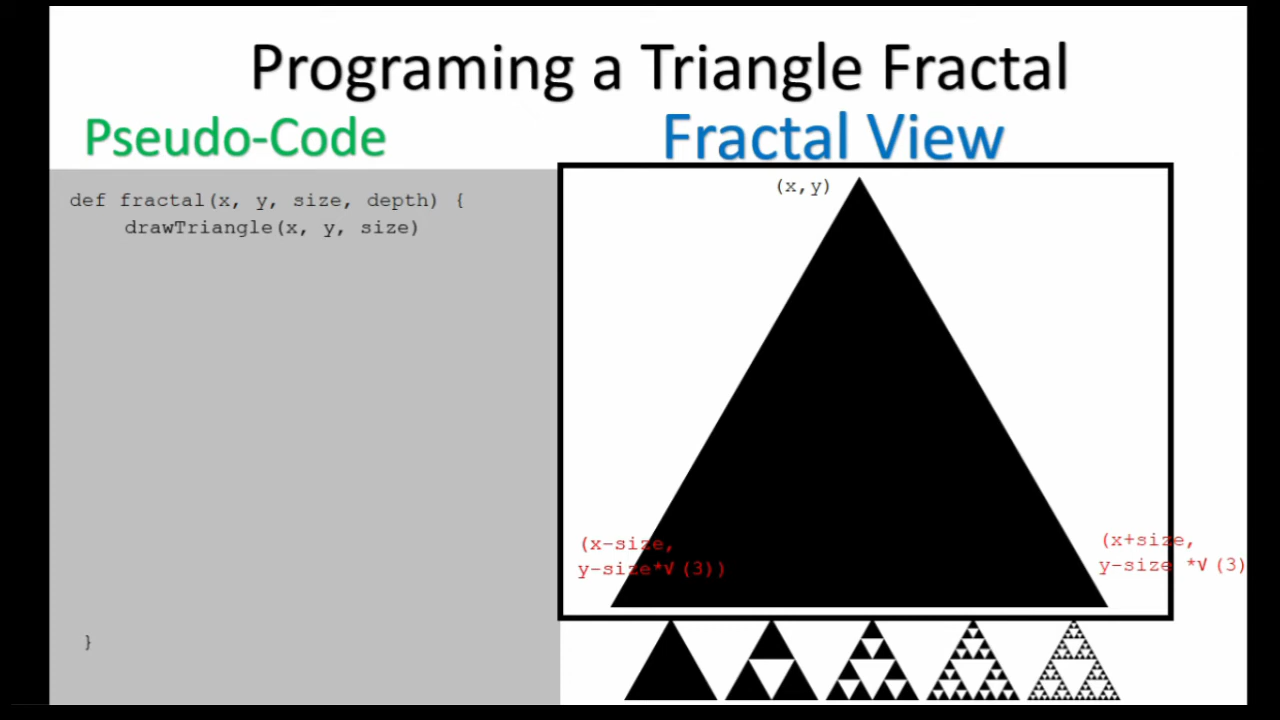 Programing a Triangle Fractal
Pseudo-Code
Fractal View
def fractal(x, y, size, depth) {
drawTriangle(x, y, size)
}
(x,y)
(x-size,
y-size*√(3))
(x+size,
y-size *√(3)